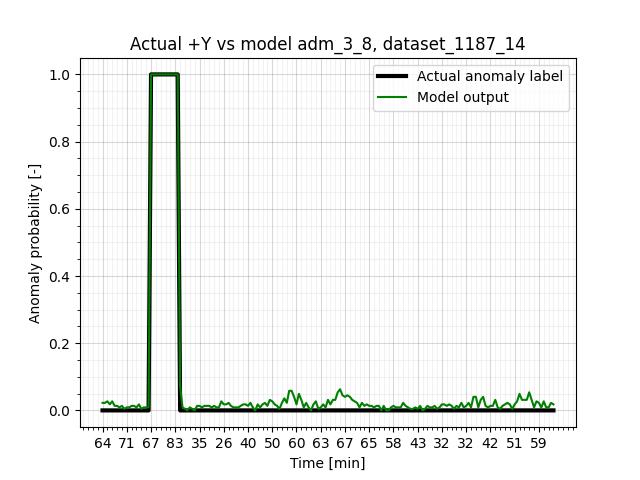 Actual +Y vs model adm_3_8, dataset_1187_14
Actual anomaly label
Model output
Anomaly probability [-]
1.0
0.8
0.6
0.4
0.2
0.0
64 71 67 83 35 26 40 50 60 63 67 65 58 43 32 32 42 51 59
Time [min]